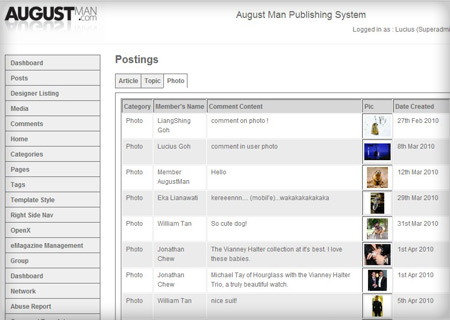 AUGUSTMAN
.com
August Man Publishing System
Logged in as : Lucius (Superadmi
Dashboard
Posts
Designer Listing
Media
Comments
Home
Categories
Pages
Tags
Template Style
Right Side Nav
OpenX
eMagazine Management
Group
Dashboard
Network
Abuse Report
Postings
Article Topic Photo
Category Member's Name Comment Content Pic Date Created
Photo LiangShing Goh comment on photo ! 27th Feb 2010
Photo Lucius Goh comment in user photo 8th Mar 2010
Photo Member AugustMan Hello 12th Mar 2010
Photo Eka Lianawati kereeennn.... (mobil'e)...wakakakakakaka 29th Mar 2010
Photo William Tan So cute dog! 31st Mar 2010
Photo Jonathan Chew The Vianney Halter collection at it's best. I love these babies. 1st Apr 2010
Photo Jonathan Chew Michael Tay of Hourglass with the Vianney Halter Trio, a truly beautiful watch. 1st Apr 2010
Photo William Tan nice suit! 5th Apr 2010